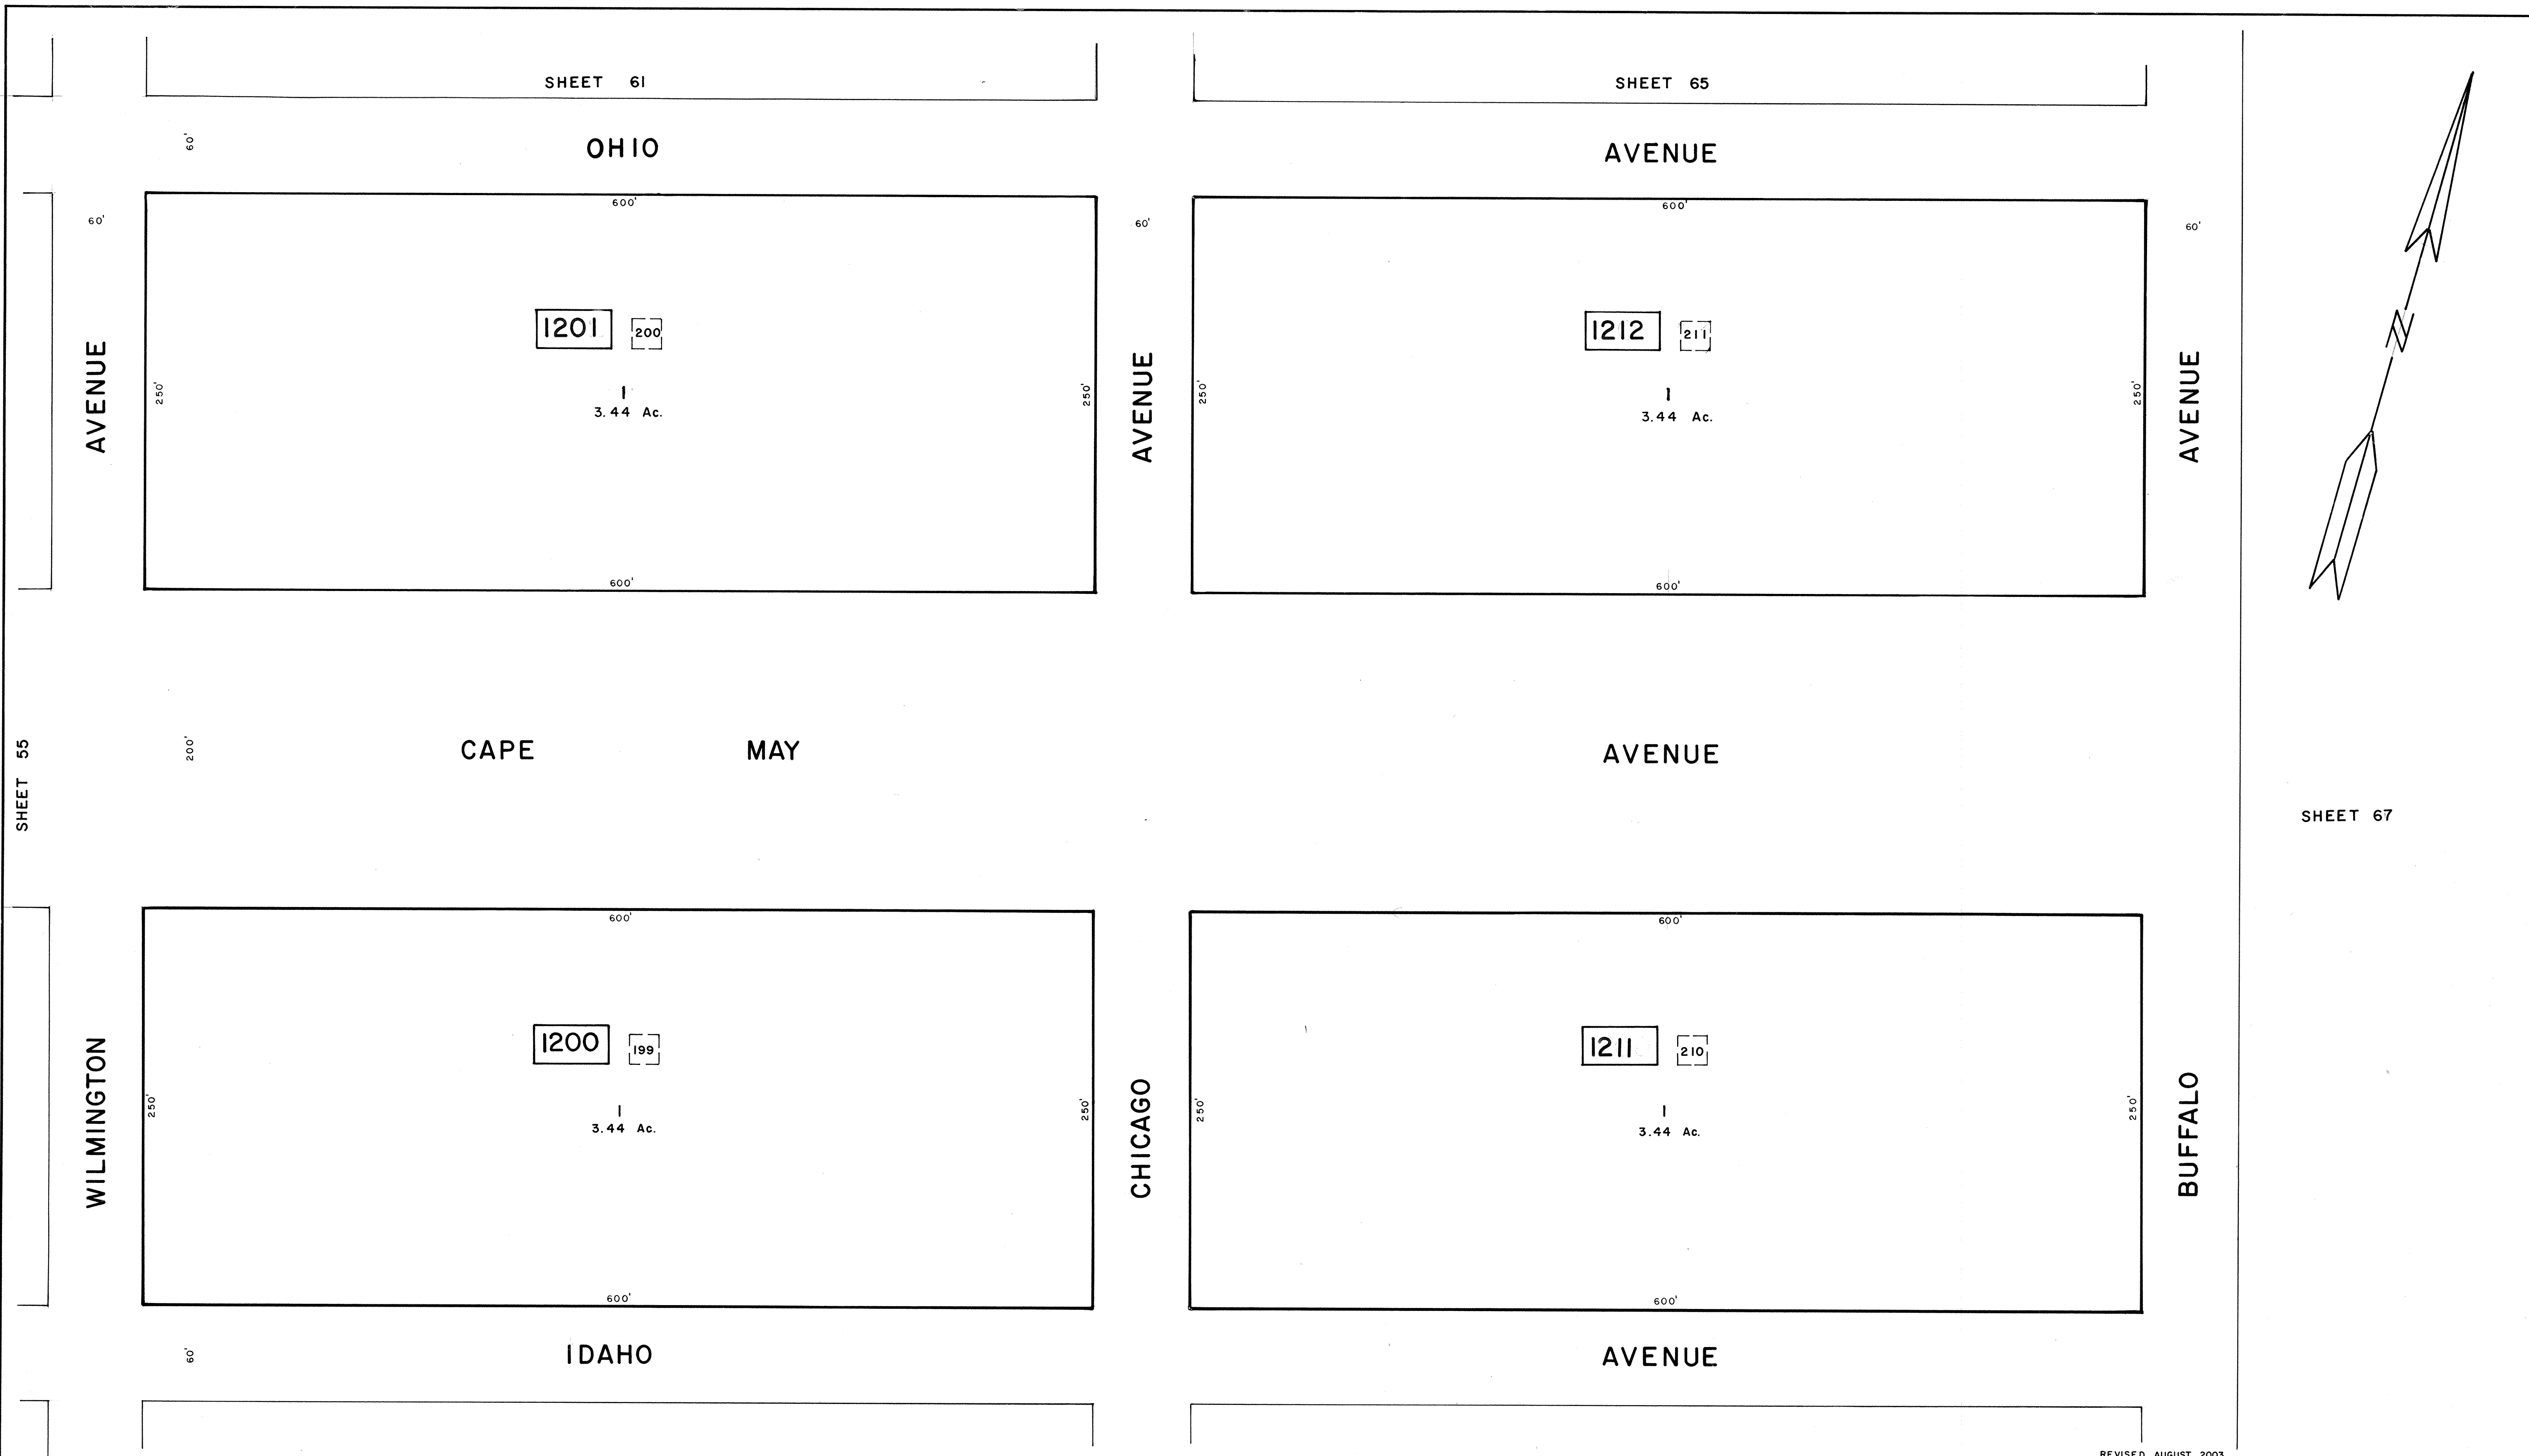 SHEET 61
SHEET 65
60'
OHIO AVENUE
60'
600'
60'
600'
60'
1201
200
1212
211
AVENUE
250'
1
3.44 Ac.
250'
AVENUE
250'
1
3.44 Ac.
250'
AVENUE
N
600'
600'
SHEET 55
200'
CAPE MAY AVENUE
SHEET 67
600'
600'
1200
199
1211
210
WILMINGTON
250'
1
3.44 Ac.
250'
CHICAGO
250'
1
3.44 Ac.
250'
BUFFALO
600'
600'
60'
IDAHO AVENUE
REVISED AUGUST 2003